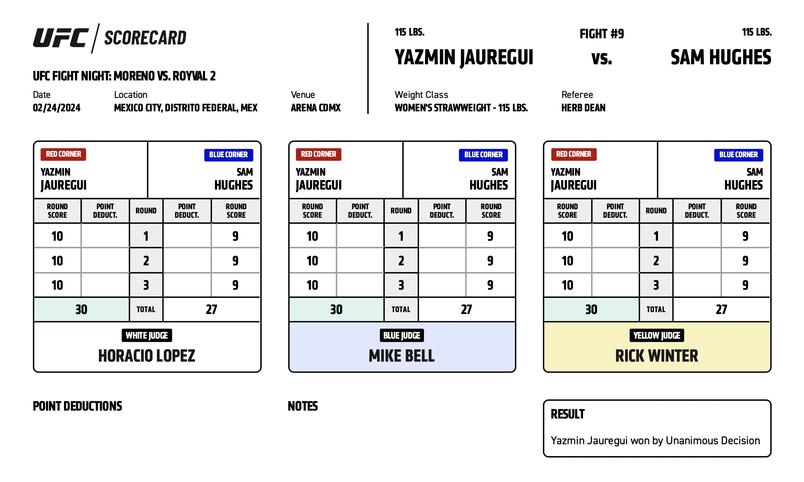 UFC SCORECARD
UFC FIGHT NIGHT: MORENO VS. ROYVAL 2
Date Location Venue
02/24/2024 MEXICO CITY, DISTRITO FEDERAL, MEX ARENA CDMX
115 LBS. FIGHT #9 115 LBS.
YAZMIN JAUREGUI VS. SAM HUGHES
Weight Class Referee
WOMEN'S STRAWWEIGHT - 115 LBS. HERB DEAN
RED CORNER BLUE CORNER
YAZMIN SAM
JAUREGUI HUGHES
ROUND POINT ROUND POINT ROUND
SCORE DEDUCT. DEDUCT. SCORE
10 1 9
10 2 9
10 3 9
30 TOTAL 27
WHITE JUDGE
HORACIO LOPEZ
RED CORNER BLUE CORNER
YAZMIN SAM
JAUREGUI HUGHES
ROUND POINT ROUND POINT ROUND
SCORE DEDUCT. DEDUCT. SCORE
10 1 9
10 2 9
10 3 9
30 TOTAL 27
BLUE JUDGE
MIKE BELL
RED CORNER BLUE CORNER
YAZMIN SAM
JAUREGUI HUGHES
ROUND POINT ROUND POINT ROUND
SCORE DEDUCT. DEDUCT. SCORE
10 1 9
10 2 9
10 3 9
30 TOTAL 27
YELLOW JUDGE
RICK WINTER
POINT DEDUCTIONS
NOTES
RESULT
Yazmin Jauregui won by Unanimous Decision